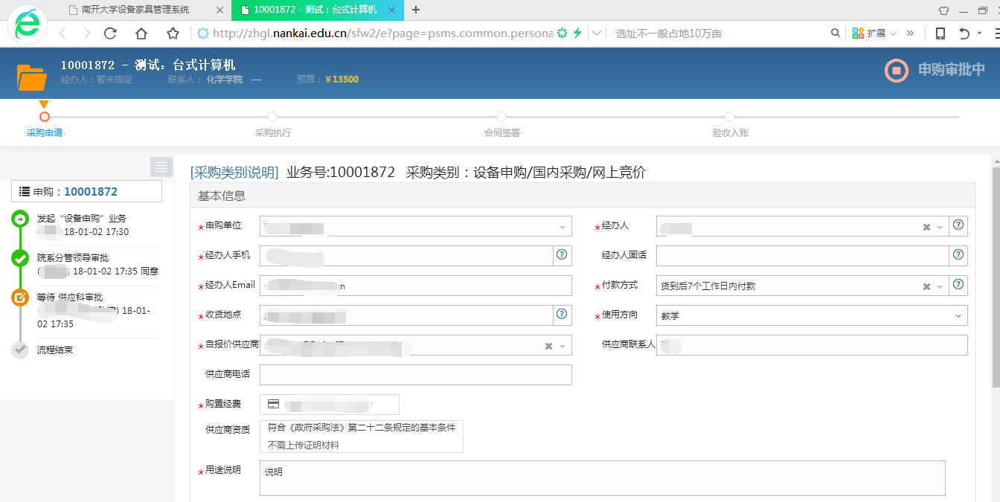 南开大学设备家具管理系统
10001872 - 测试：台式计算机
http://zhgl.nankai.edu.cn/sfw2/e?page=psms.common.persona
选址不一般占地10万亩
扩展
10001872 - 测试：台式计算机
经办人：暂未指定 联系人：化学学院 — 预算：￥13500
申购审批中
采购申请 采购执行 合同签署 验收入账
申购：10001872
发起“设备申购”业务
18-01-02 17:30
院系分管领导审批
18-01-02 17:35 同意
等待 供应科审批
18-01-
02 17:35
流程结束
[采购类别说明] 业务号:10001872 采购类别：设备申购/国内采购/网上竞价
基本信息
*申购单位
*经办人
*经办人手机
经办人固话
*经办人Email
*付款方式 货到后7个工作日内付款
*收货地点
*使用方向 教学
*自报价供应商
供应商联系人
供应商电话
*购置经费
供应商资质 符合《政府采购法》第二十二条规定的基本条件
不需上传证明材料
*用途说明 说明